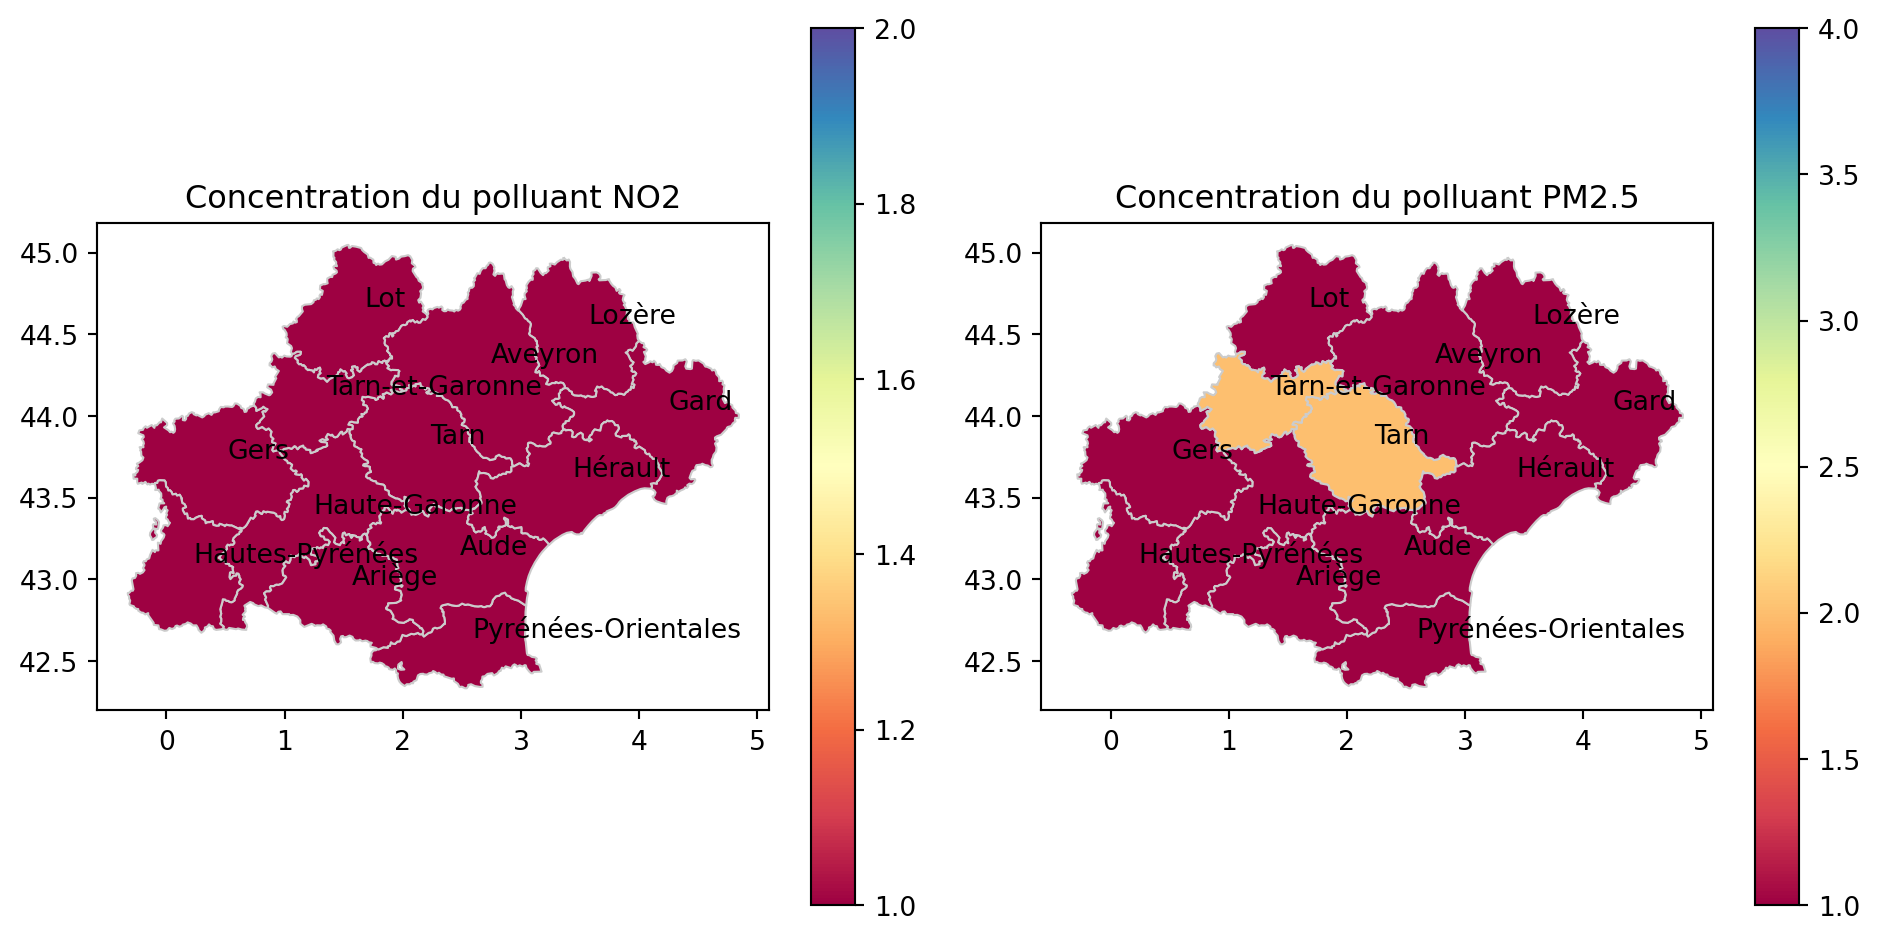 Concentration du polluant NO2
45.0
44.5
44.0
43.5
43.0
42.5
0 1 2 3 4 5
Lot
Lozère
Aveyron
Tarn-et-Garonne
Gard
Tarn
Gers
Hérault
Haute-Garonne
Aude
Hautes-Pyrénées
Ariège
Pyrénées-Orientales
2.0
1.8
1.6
1.4
1.2
1.0
Concentration du polluant PM2.5
45.0
44.5
44.0
43.5
43.0
42.5
0 1 2 3 4 5
Lot
Lozère
Aveyron
Tarn-et-Garonne
Gard
Tarn
Gers
Hérault
Haute-Garonne
Aude
Hautes-Pyrénées
Ariège
Pyrénées-Orientales
4.0
3.5
3.0
2.5
2.0
1.5
1.0